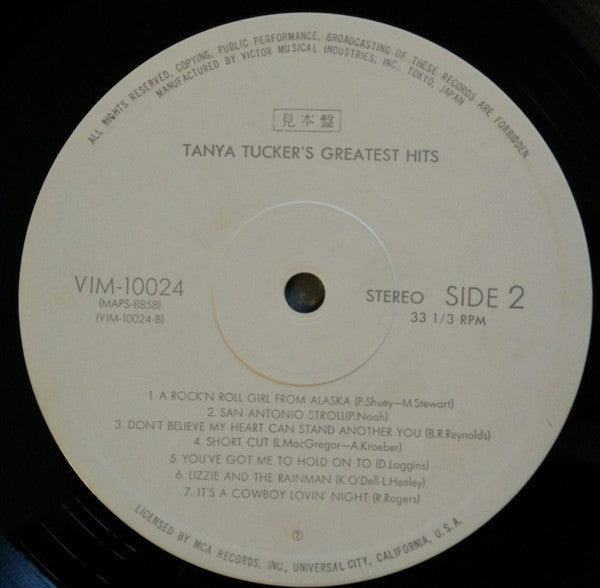 ALL RIGHTS RESERVED, COPYING, PUBLIC PERFORMANCE, BROADCASTING OF THESE RECORDS ARE FORBIDDEN
MANUFACTURED BY VICTOR MUSICAL INDUSTRIES, INC., TOKYO, JAPAN
見本盤
TANYA TUCKER'S GREATEST HITS
VIM-10024
(MAPS-8858)
(VIM-10024-B)
STEREO SIDE 2
33 1/3 RPM
1. A ROCK'N ROLL GIRL FROM ALASKA (P.Shuey—M.Stewart)
2. SAN ANTONIO STROLL(P.Noah)
3. DON'T BELIEVE MY HEART CAN STAND ANOTHER YOU (B.R.Reynolds)
4. SHORT CUT (L.MacGregor—A.Kroeber)
5. YOU'VE GOT ME TO HOLD ON TO (D.Loggins)
6. LIZZIE AND THE RAINMAN (K.O'Dell-L.Henley)
7. IT'S A COWBOY LOVIN' NIGHT (R.Rogers)
⑦
LICENSED BY MCA RECORDS, INC., UNIVERSAL CITY, CALIFORNIA, U.S.A.